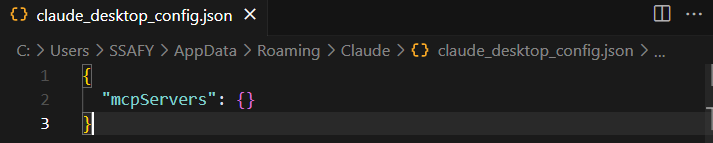 claude_desktop_config.json
C: > Users > SSAFY > AppData > Roaming > Claude > {} claude_desktop_config.json > ...
1 {
2 "mcpServers": {}
3 }